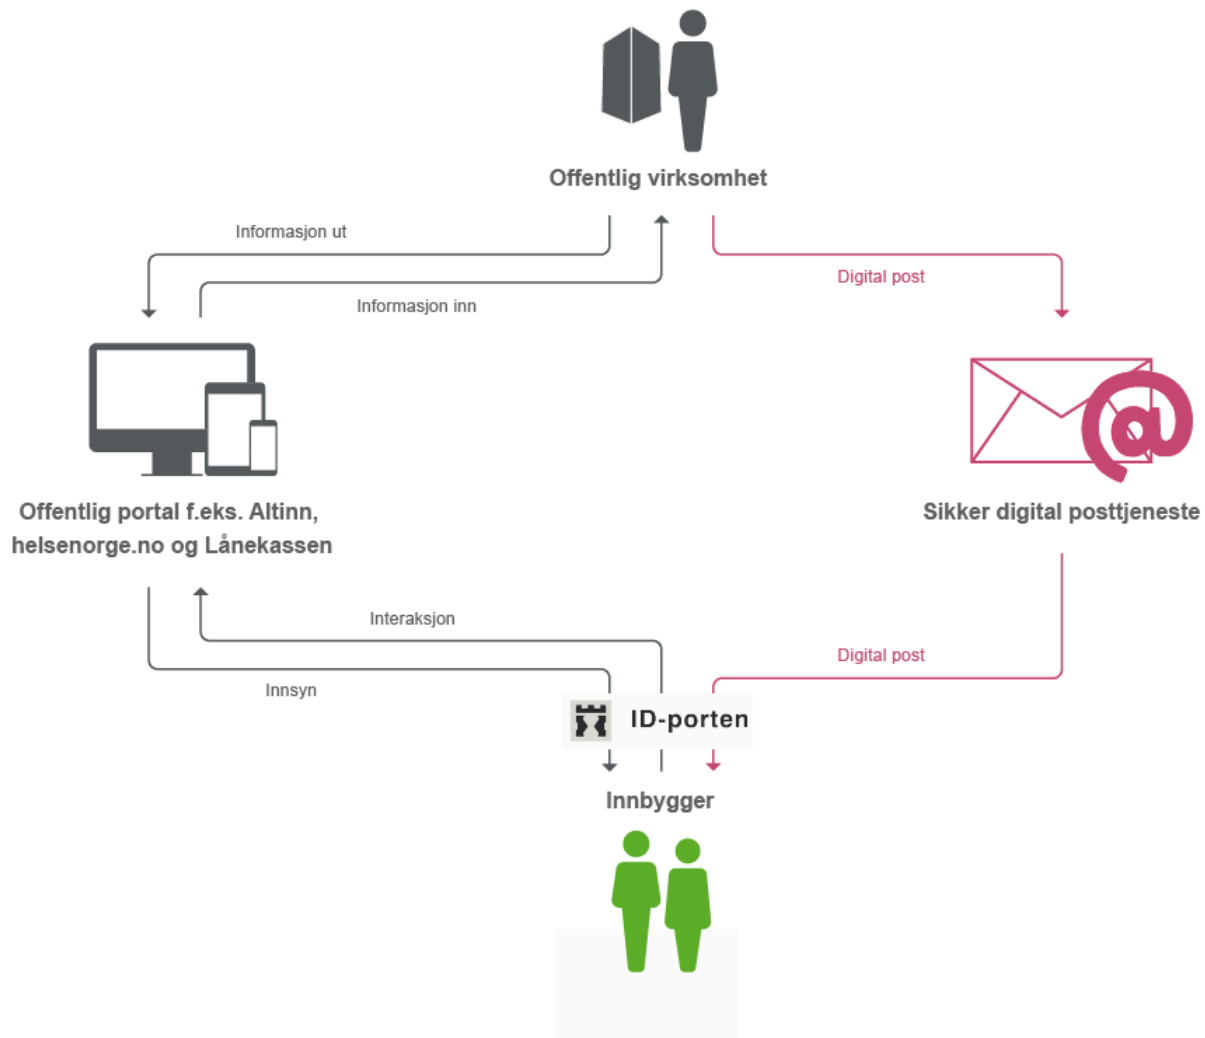 Offentlig virksomhet
Informasjon ut
Digital post
Informasjon inn
@
Offentlig portal f.eks. Altinn,
helsenorge.no og Lånekassen
Sikker digital posttjeneste
Interaksjon
Digital post
Innsyn
ID-porten
Innbygger